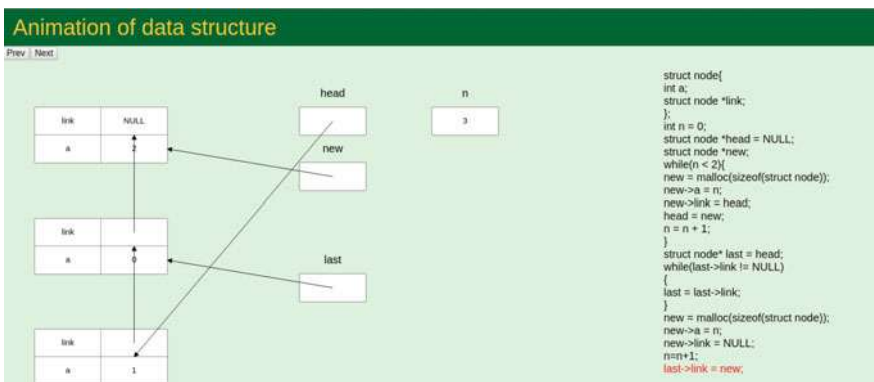 Animation of data structure
Prev Next
head
n
link NULL
3
a 2
new
link
a 0
last
link
a 1
struct node{
int a;
struct node *link;
};
int n = 0;
struct node *head = NULL;
struct node *new;
while(n < 2){
new = malloc(sizeof(struct node));
new->a = n;
new->link = head;
head = new;
n = n + 1;
}
struct node* last = head;
while(last->link != NULL)
{
last = last->link;
}
new = malloc(sizeof(struct node));
new->a = n;
new->link = NULL;
n=n+1;
last->link = new;